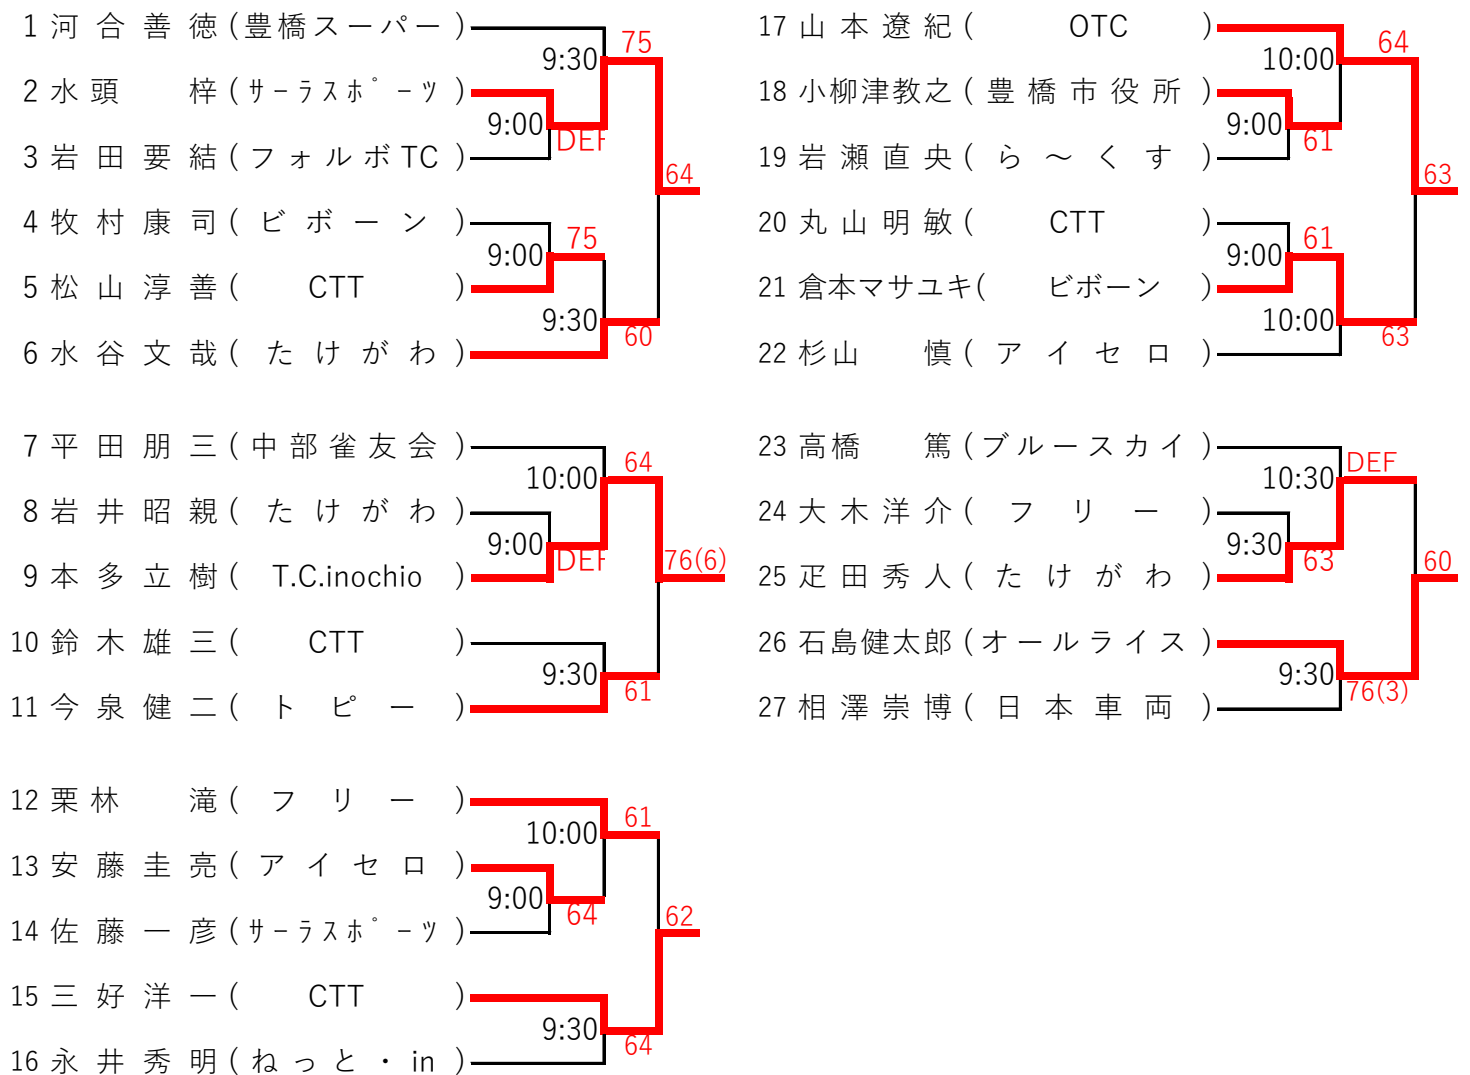 1 河合善徳(豊橋スーパー)
9:30
75
2 水頭 梓(サーラスポーツ)
9:00
DEF
3 岩田要結(フォルボTC)
64
4 牧村康司(ビボーン)
9:00
75
5 松山淳善(CTT)
9:30
60
6 水谷文哉(たけがわ)
7 平田朋三(中部雀友会)
10:00
64
8 岩井昭親(たけがわ)
9:00
DEF
76(6)
9 本多立樹(T.C.inochio)
10 鈴木雄三(CTT)
9:30
61
11 今泉健二(トピー)
12 栗林 滝(フリー)
10:00
61
13 安藤圭亮(アイセロ)
9:00
64
62
14 佐藤一彦(サーラスポーツ)
15 三好洋一(CTT)
9:30
64
16 永井秀明(ねっと・in)
17 山本遼紀(OTC)
10:00
64
18 小柳津教之(豊橋市役所)
9:00
61
19 岩瀬直央(ら～くす)
63
20 丸山明敏(CTT)
9:00
61
21 倉本マサユキ(ビボーン)
10:00
63
22 杉山 慎(アイセロ)
23 高橋 篤(ブルースカイ)
10:30
DEF
24 大木洋介(フリー)
9:30
63
60
25 疋田秀人(たけがわ)
26 石島健太郎(オールライス)
9:30
76(3)
27 相澤崇博(日本車両)